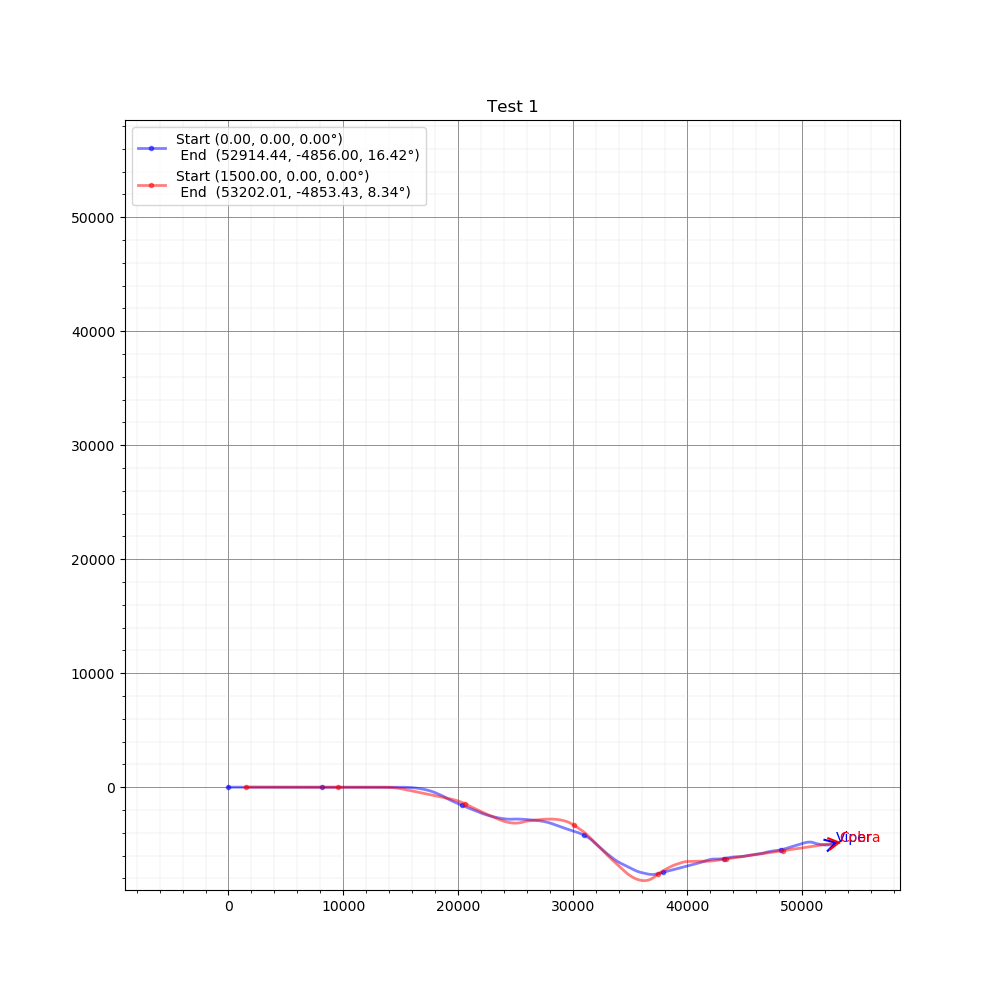 Test 1
Start (0.00, 0.00, 0.00°)
End (52914.44, -4856.00, 16.42°)
Start (1500.00, 0.00, 0.00°)
End (53202.01, -4853.43, 8.34°)
50000
40000
30000
20000
10000
0
Viper
Cobra
0 10000 20000 30000 40000 50000